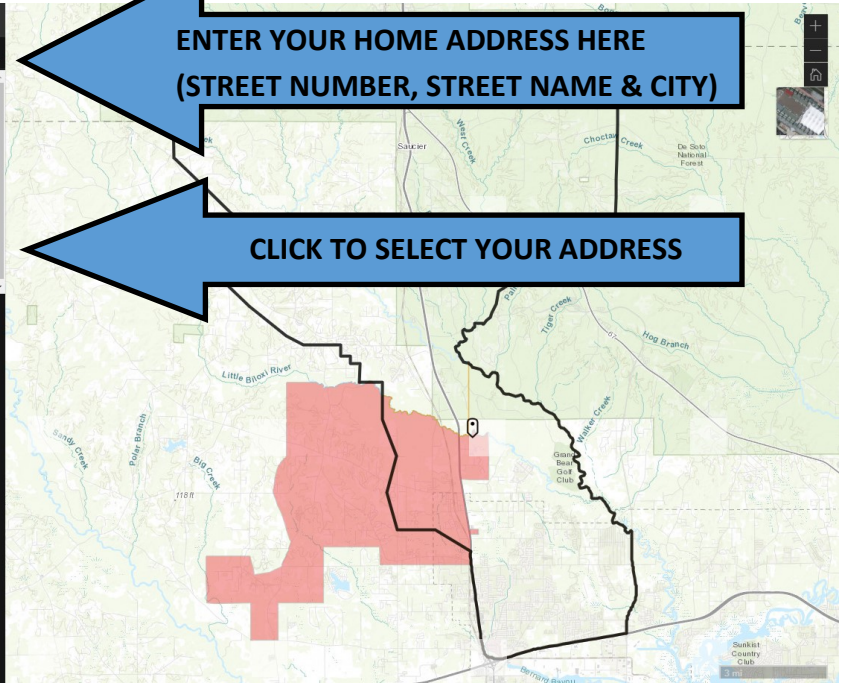 ENTER YOUR HOME ADDRESS HERE
(STREET NUMBER, STREET NAME & CITY)
Saucier
West Creek
Choctaw Creek
De Soto
National
Forest
CLICK TO SELECT YOUR ADDRESS
Tiger Creek
67
Hog Branch
Little Biloxi River
Walker Creek
Sandy Creek
Polar Branch
Big Creek
118 ft
Grand
Bear
Golf
Club
Sunkist
Country
Club
3 mi
Bernard Bayou